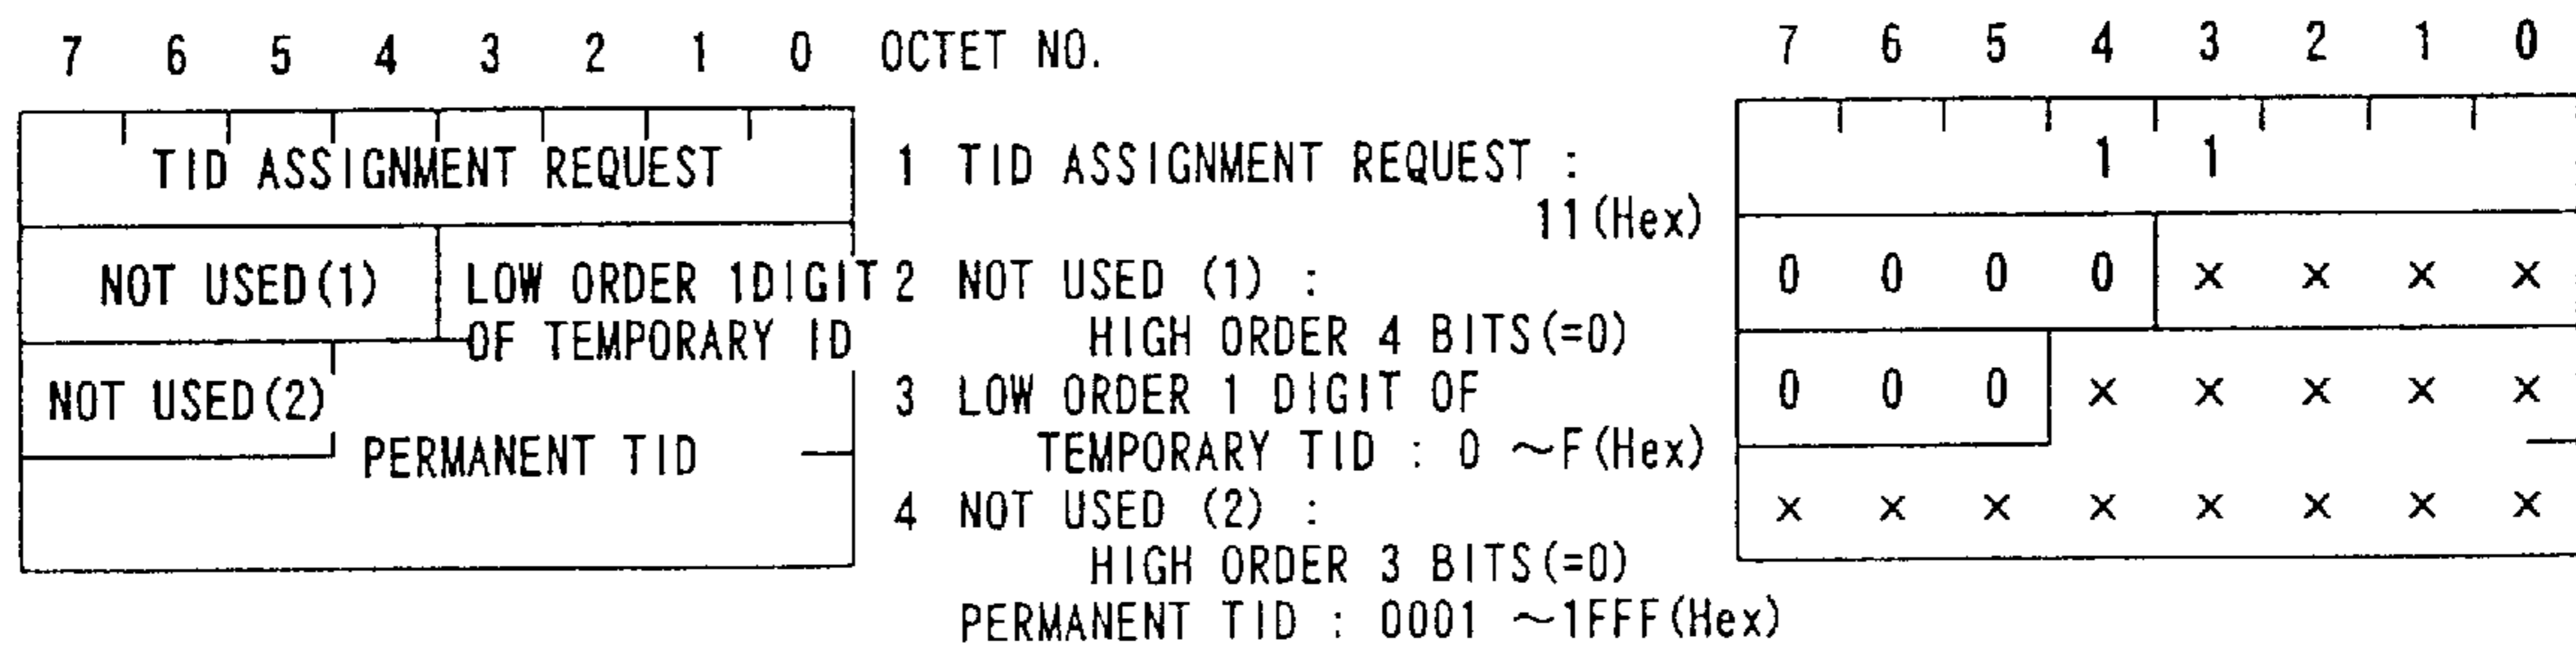 7 6 5 4 3 2 1 0 OCTET NO. 7 6 5 4 3 2 1 0
TID ASSIGNMENT REQUEST 1 TID ASSIGNMENT REQUEST : 1 1
11(Hex)
NOT USED(1) LOW ORDER 1DIGIT 2 NOT USED (1) : 0 0 0 0 × × × ×
OF TEMPORARY ID HIGH ORDER 4 BITS(=0)
NOT USED(2) 3 LOW ORDER 1 DIGIT OF 0 0 0 × × × × ×
PERMANENT TID TEMPORARY TID : 0 ~F(Hex)
4 NOT USED (2) : × × × × × × × ×
HIGH ORDER 3 BITS(=0)
PERMANENT TID : 0001 ~1FFF(Hex)